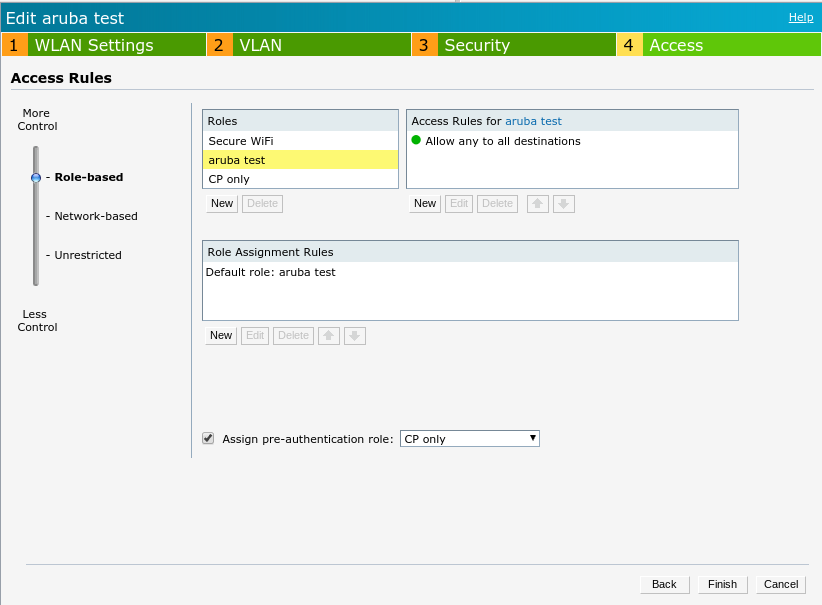 Edit aruba test
Help
1 WLAN Settings
2 VLAN
3 Security
4 Access
Access Rules
More
Control
- Role-based
- Network-based
- Unrestricted
Less
Control
Roles
Secure WiFi
aruba test
CP only
New Delete
Access Rules for aruba test
Allow any to all destinations
New Edit Delete
Role Assignment Rules
Default role: aruba test
New Edit Delete
Assign pre-authentication role: CP only
Back Finish Cancel